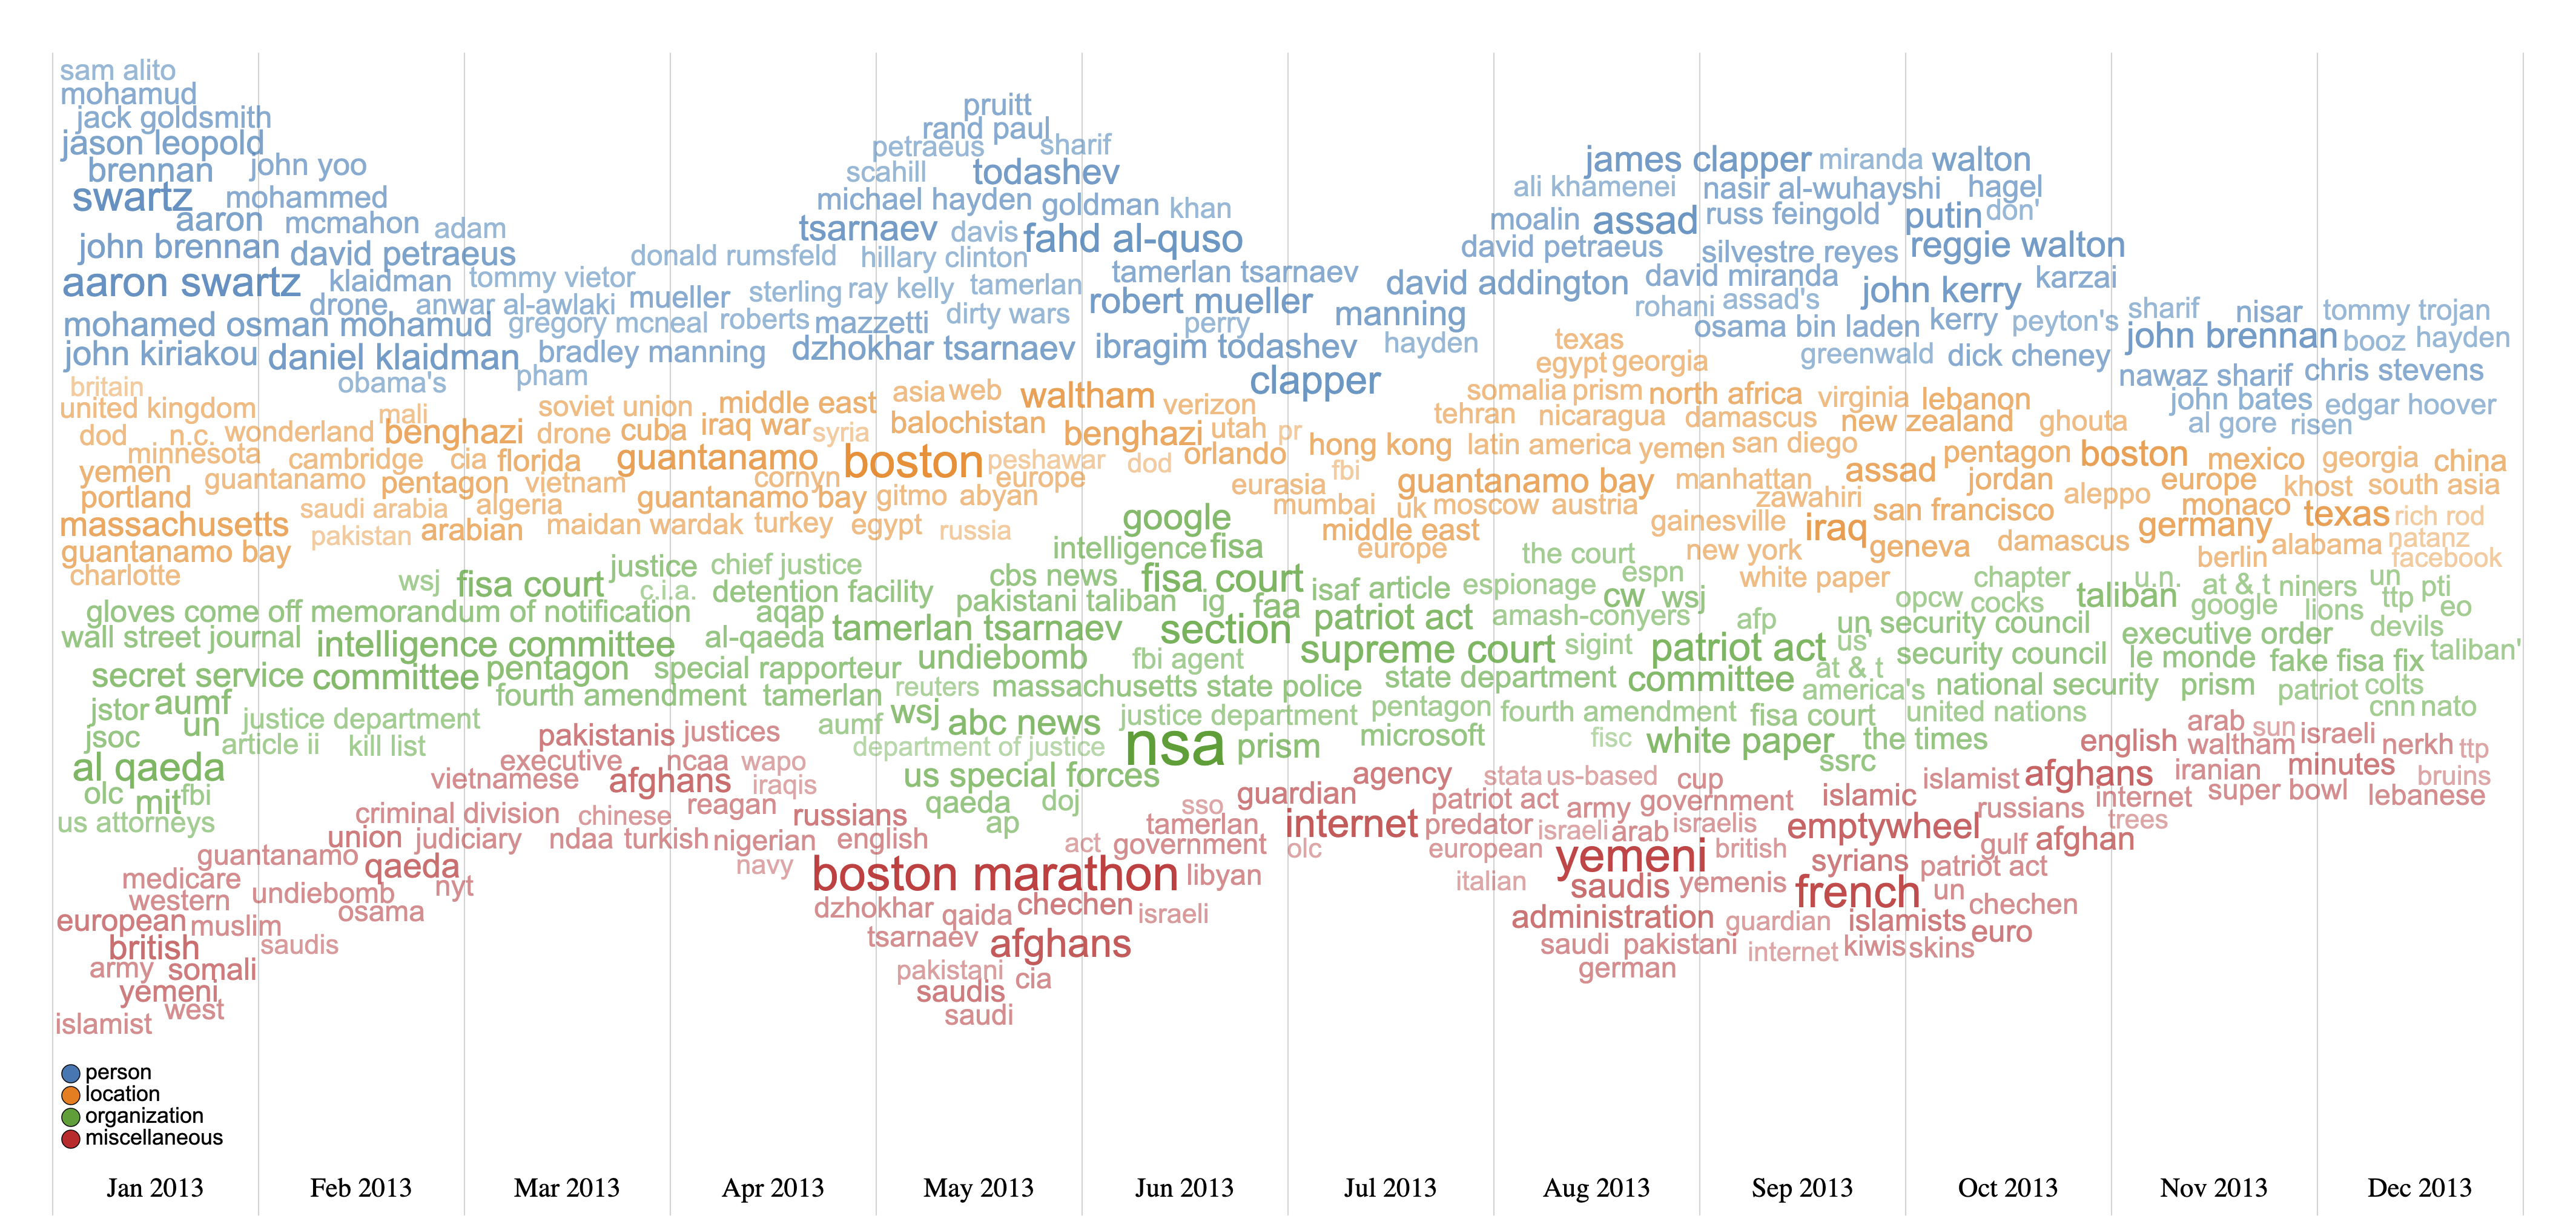 sam alito
mohamud
jack goldsmith
pruitt
rand paul
jason leopold petraeus sharif
brennan john yoo scahill todashev james clapper miranda walton
swartz mohammed michael hayden goldman khan ali khamenei nasir al-wuhayshi hagel
aaron mcmahon adam tsarnaev davis fahd al-quso moalin assad russ feingold putin don'
john brennan david petraeus donald rumsfeld hillary clinton david petraeus silvestre reyes reggie walton
aaron swartz klaidman tommy vietor sterling ray kelly tamerlan tamerlan tsarnaev david addington david miranda john kerry karzai
drone anwar al-awlaki mueller dirty wars robert mueller manning rohani assad's sharif nisar tommy trojan
mohamed osman mohamud gregory mcneal roberts mazzetti perry osama bin laden kerry peyton's john brennan booz hayden
john kiriakou daniel klaidman bradley manning dzhokhar tsarnaev ibragim todashev hayden texas greenwald dick cheney
obama's pham clapper egypt georgia nawaz sharif chris stevens
britain asia web waltham somalia prism north africa virginia lebanon john bates edgar hoover
united kingdom mali soviet union middle east balochistan verizon tehran nicaragua damascus new zealand ghouta al gore risen
dod n.c. wonderland benghazi drone cuba iraq war syria benghazi utah pr hong kong latin america yemen san diego
minnesota cambridge cia florida guantanamo boston peshawar dod orlando fbi assad pentagon boston mexico georgia china
yemen guantanamo pentagon vietnam cornyn europe eurasia guantanamo bay manhattan jordan europe khost south asia
portland saudi arabia algeria guantanamo bay gitmo abyan mumbai uk moscow austria zawahiri aleppo monaco
massachusetts pakistan arabian maidan wardak turkey egypt russia google middle east gainesville iraq san francisco germany texas rich rod
guantanamo bay intelligence fisa europe the court new york geneva damascus berlin alabama natanz
charlotte wsj fisa court justice chief justice cbs news fisa court isaf article espionage espn white paper chapter u.n. at & t niners un facebook
c.i.a. detention facility pakistani taliban ig faa cw wsj opcw cocks taliban google lions ttp pti
gloves come off memorandum of notification aqap patriot act amash-conyers afp un security council eo
wall street journal intelligence committee al-qaeda tamerlan tsarnaev section supreme court sigint patriot act us' executive order devils
secret service committee pentagon special rapporteur undiebomb fbi agent at & t security council le monde fake fisa fix taliban'
fourth amendment tamerlan reuters massachusetts state police state department committee america's national security prism patriot colts
jstor aumf justice department aumf wsj abc news justice department pentagon fourth amendment fisa court united nations cnn nato
un arab sun israeli
jsoc article ii kill list pakistanis justices department of justice nsa prism microsoft fisc white paper the times english waltham nerkh ttp
al qaeda vietnamese executive ncaa wapo us special forces agency stata us-based cup ssrc islamist afghans iranian minutes bruins
olc mit fbi afghans iraqis qaeda doj sso guardian patriot act army government islamic internet super bowl lebanese
us attorneys criminal division chinese reagan russians ap tamerlan internet predator israeli arab israelis emptywheel russians trees
union judiciary ndaa turkish nigerian english act government olc european yemeni british gulf afghan
guantanamo qaeda navy boston marathon libyan italian saudis yemenis syrians patriot act
medicare undiebomb nyt french un
western osama dzhokhar qaida chechen israeli administration guardian islamists chechen
european muslim tsarnaev afghans euro
british saudis saudi pakistani internet kiwis skins
army somali pakistani cia german
yemeni saudis
west saudi
islamist
person
location
organization
miscellaneous
Jan 2013 Feb 2013 Mar 2013 Apr 2013 May 2013 Jun 2013 Jul 2013 Aug 2013 Sep 2013 Oct 2013 Nov 2013 Dec 2013